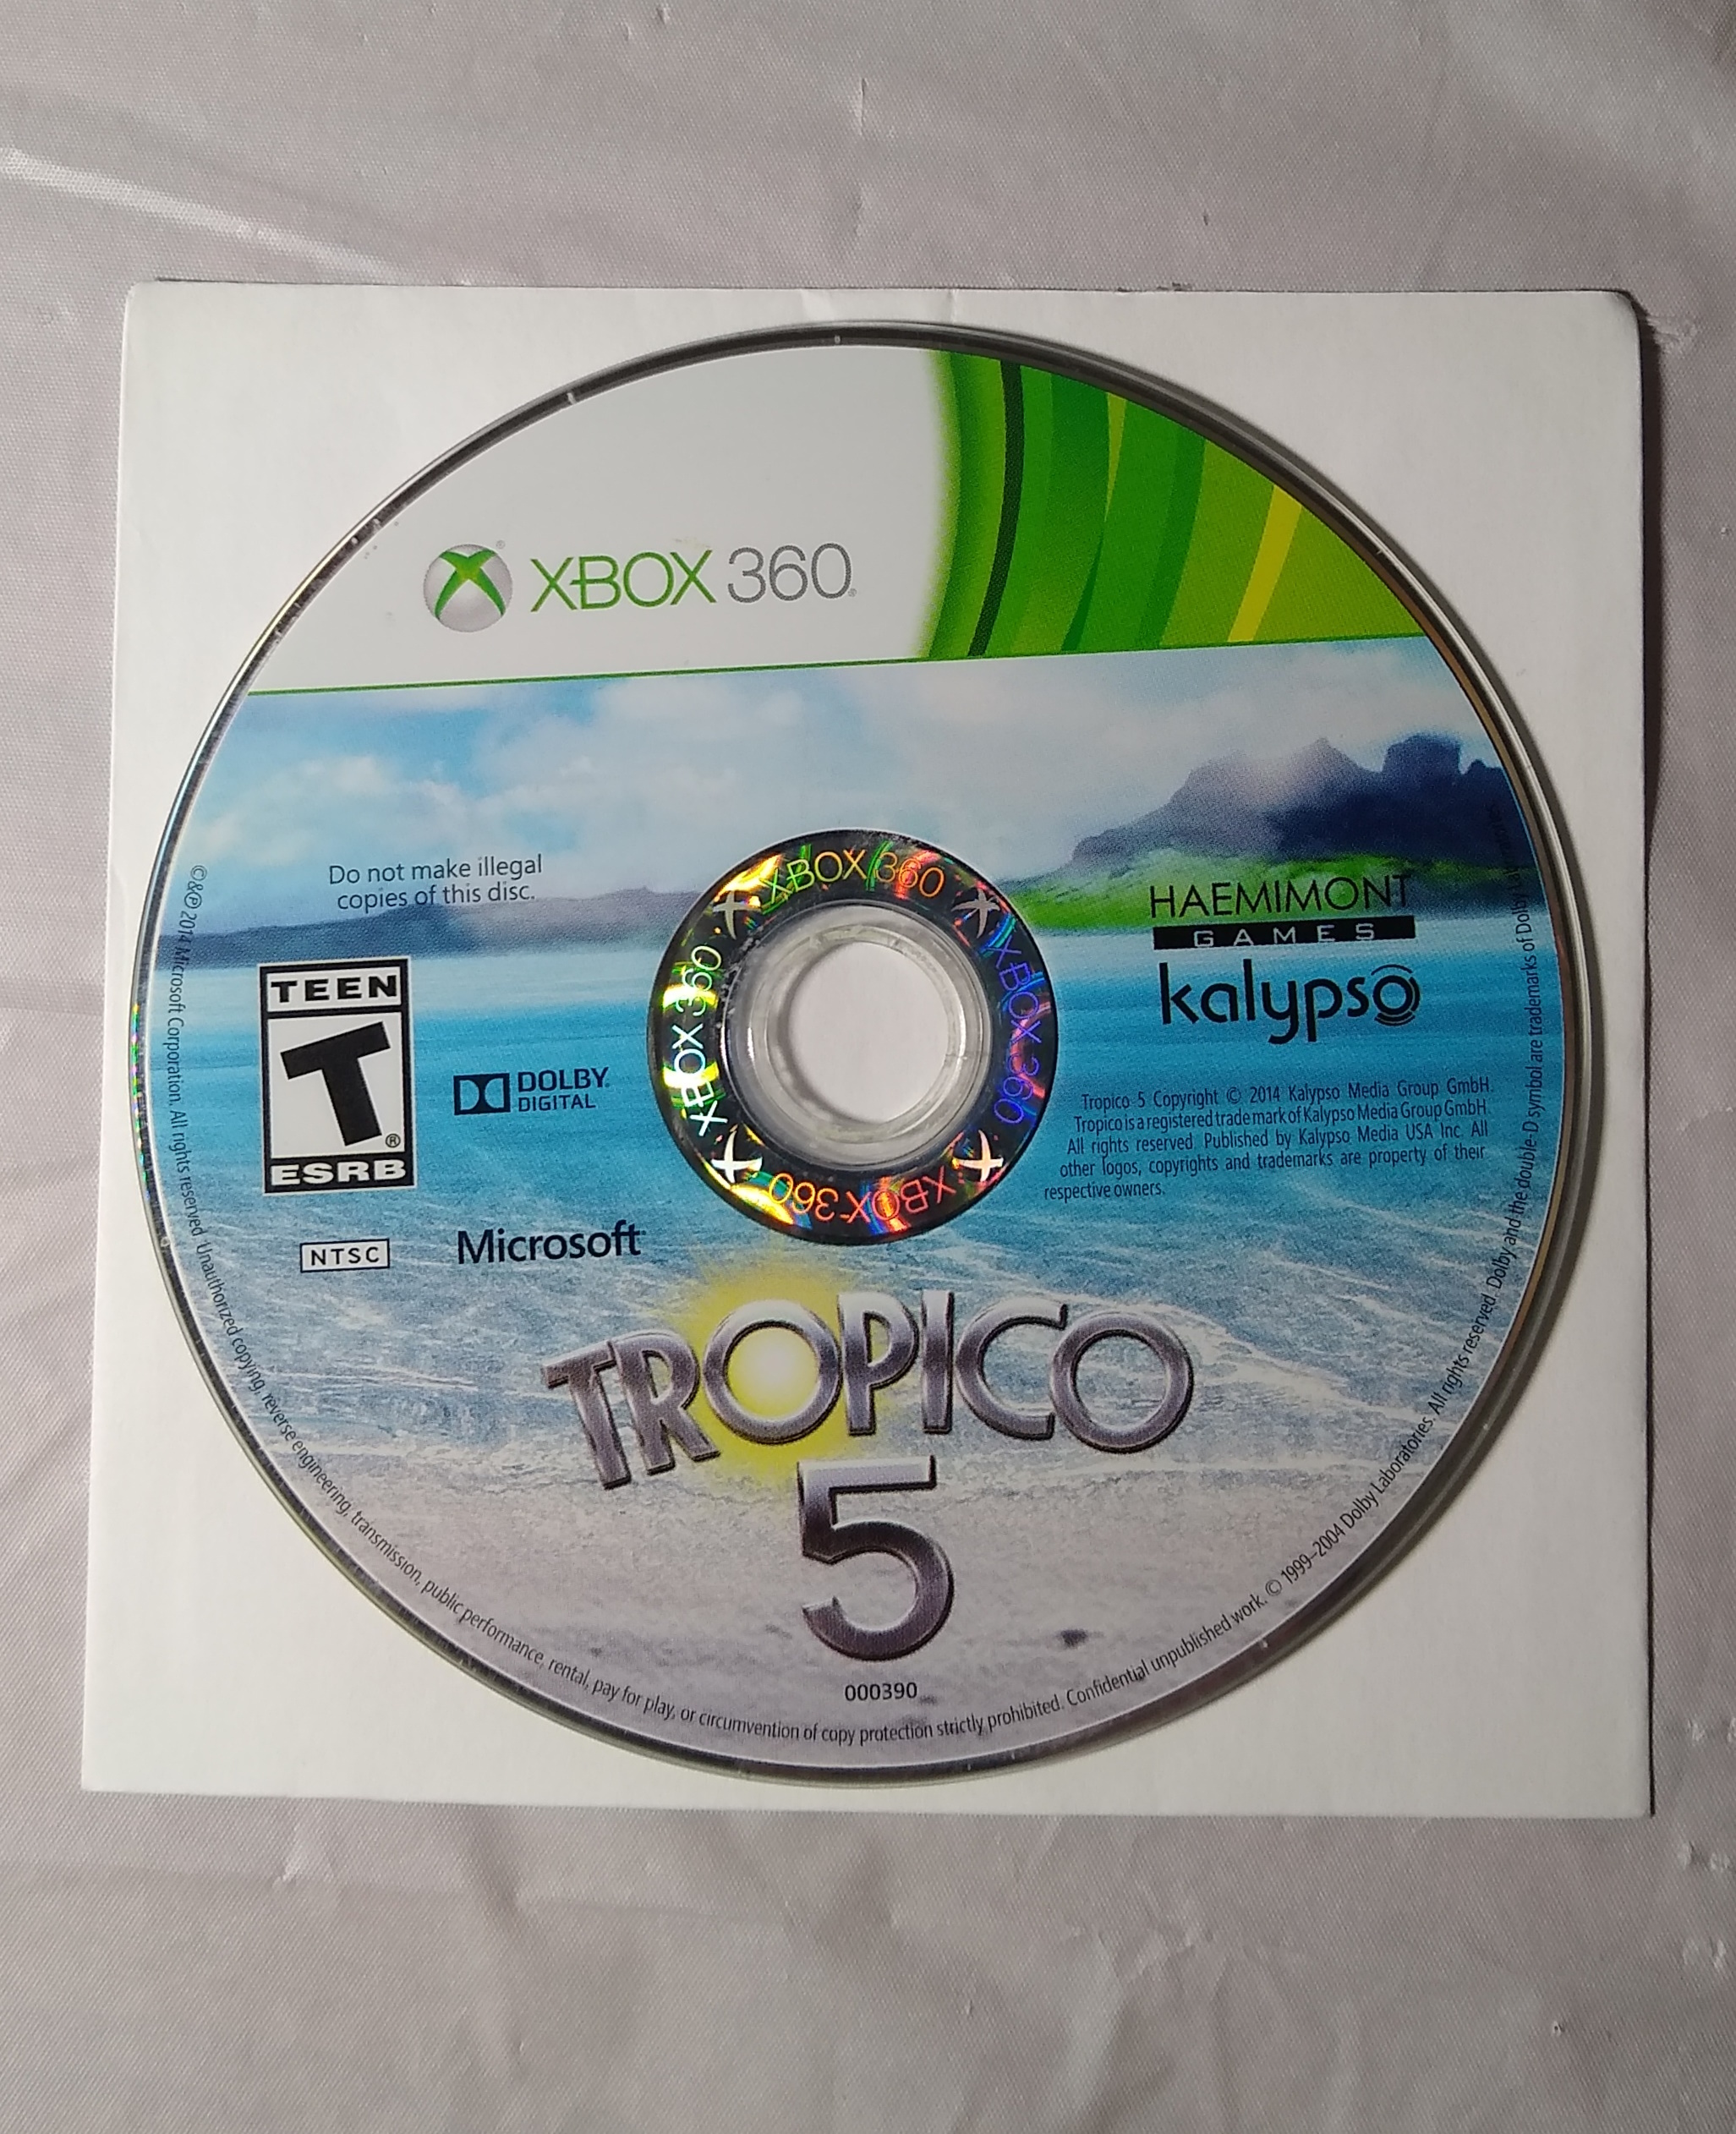 XBOX 360
Do not make illegal
copies of this disc.
XBOX 360
XBOX 360
XBOX 360
XBOX 360
HAEMIMONT
GAMES
kalypso
TEEN
T
ESRB
DOLBY
DIGITAL
NTSC
Microsoft
Tropico 5 Copyright © 2014 Kalypso Media Group GmbH.
Tropico is a registered trade mark of Kalypso Media Group GmbH.
All rights reserved. Published by Kalypso Media USA Inc. All
other logos, copyrights and trademarks are property of their
respective owners.
TROPICO
5
000390
©&℗ 2014 Microsoft Corporation. All rights reserved. Unauthorized copying, reverse engineering, transmission, public performance, rental, pay for play, or circumvention of copy protection strictly prohibited. Confidential unpublished work. © 1999–2004 Dolby Laboratories. All rights reserved. Dolby and the double-D symbol are trademarks of Dolby Laboratories.